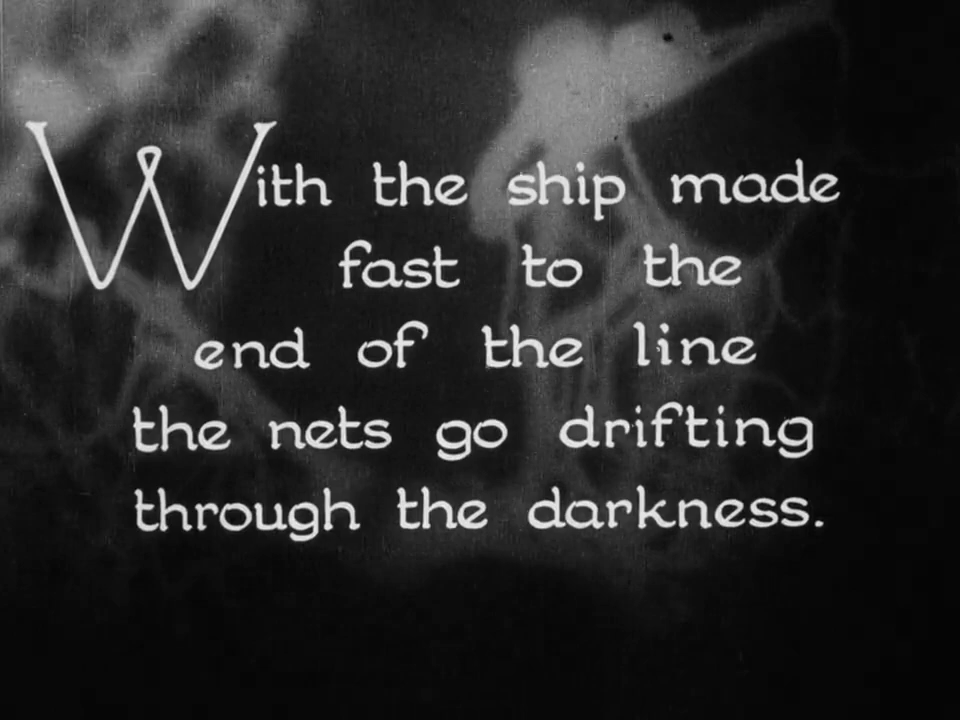 With the ship made
fast to the
end of the line
the nets go drifting
through the darkness.